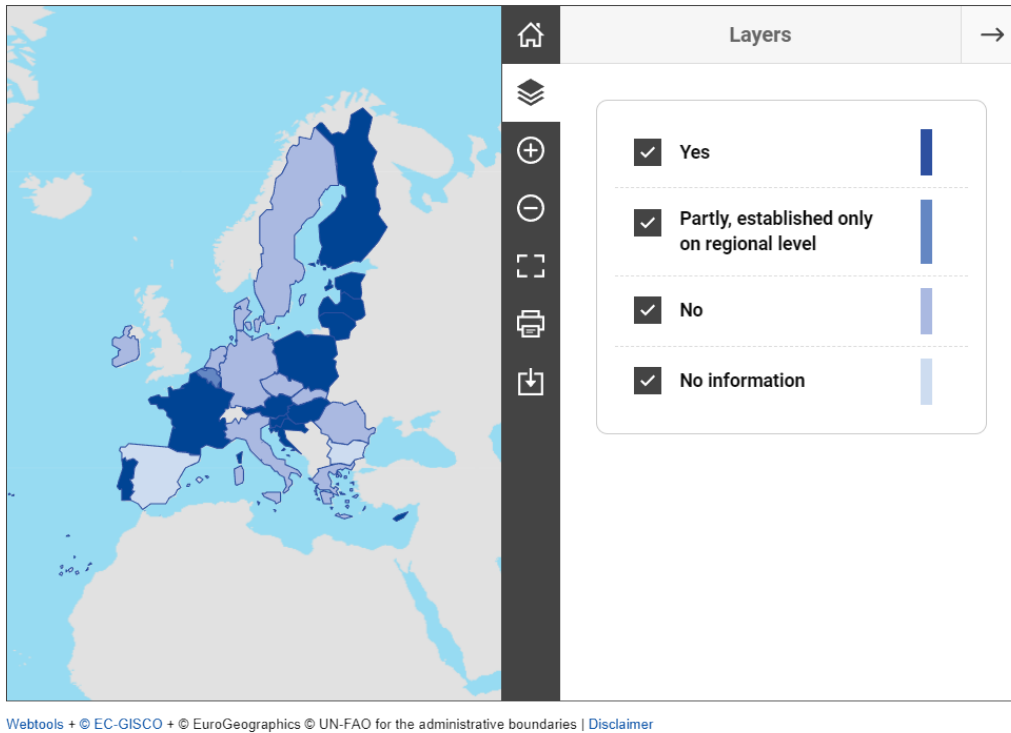 Layers
Yes
Partly, established only
on regional level
No
No information
Webtools + © EC-GISCO + © EuroGeographics © UN-FAO for the administrative boundaries | Disclaimer